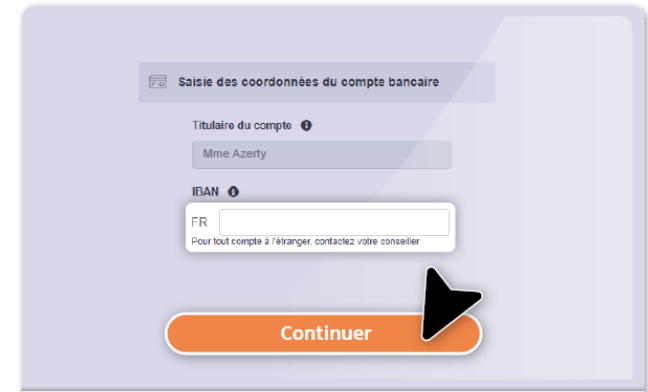 Saisie des coordonnées du compte bancaire
Titulaire du compte
Mme Azerty
IBAN
FR
Pour tout compte à l'étranger, contactez votre conseiller
Continuer